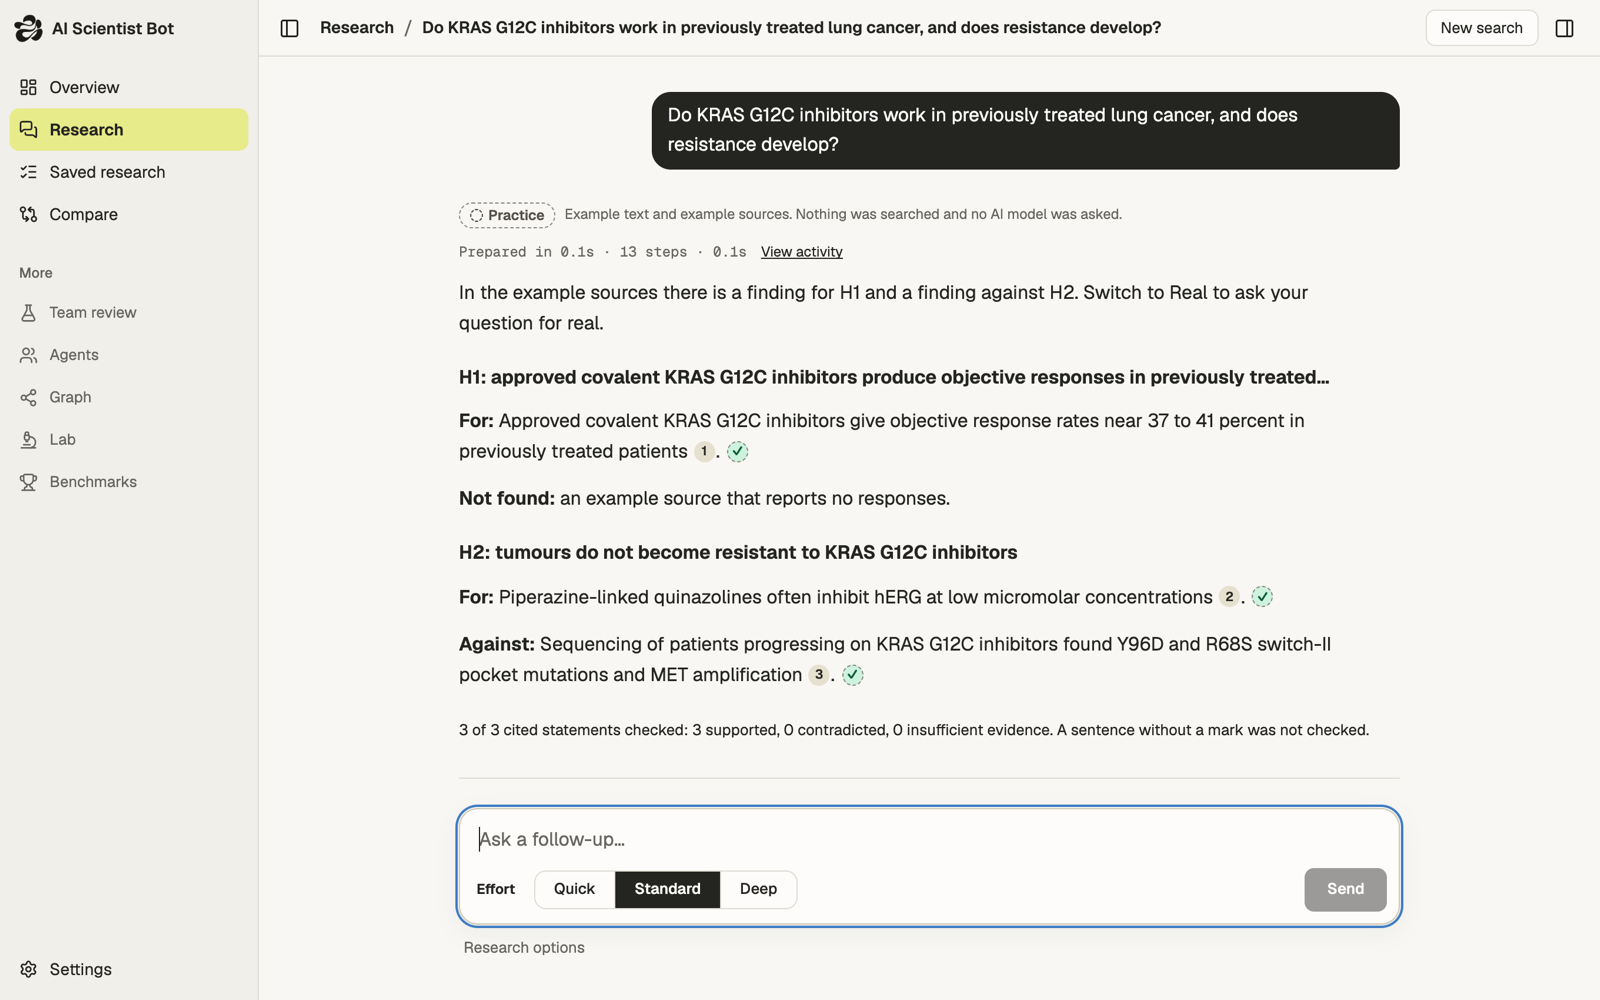 AI Scientist Bot
Overview
Research
Saved research
Compare
More
Team review
Agents
Graph
Lab
Benchmarks
Settings
Research / Do KRAS G12C inhibitors work in previously treated lung cancer, and does resistance develop?
New search
Do KRAS G12C inhibitors work in previously treated lung cancer, and does
resistance develop?
Practice Example text and example sources. Nothing was searched and no AI model was asked.
Prepared in 0.1s · 13 steps · 0.1s View activity
In the example sources there is a finding for H1 and a finding against H2. Switch to Real to ask your
question for real.
H1: approved covalent KRAS G12C inhibitors produce objective responses in previously treated...
For: Approved covalent KRAS G12C inhibitors give objective response rates near 37 to 41 percent in
previously treated patients 1.
Not found: an example source that reports no responses.
H2: tumours do not become resistant to KRAS G12C inhibitors
For: Piperazine-linked quinazolines often inhibit hERG at low micromolar concentrations 2.
Against: Sequencing of patients progressing on KRAS G12C inhibitors found Y96D and R68S switch-II
pocket mutations and MET amplification 3.
3 of 3 cited statements checked: 3 supported, 0 contradicted, 0 insufficient evidence. A sentence without a mark was not checked.
Ask a follow-up...
Effort Quick Standard Deep Send
Research options